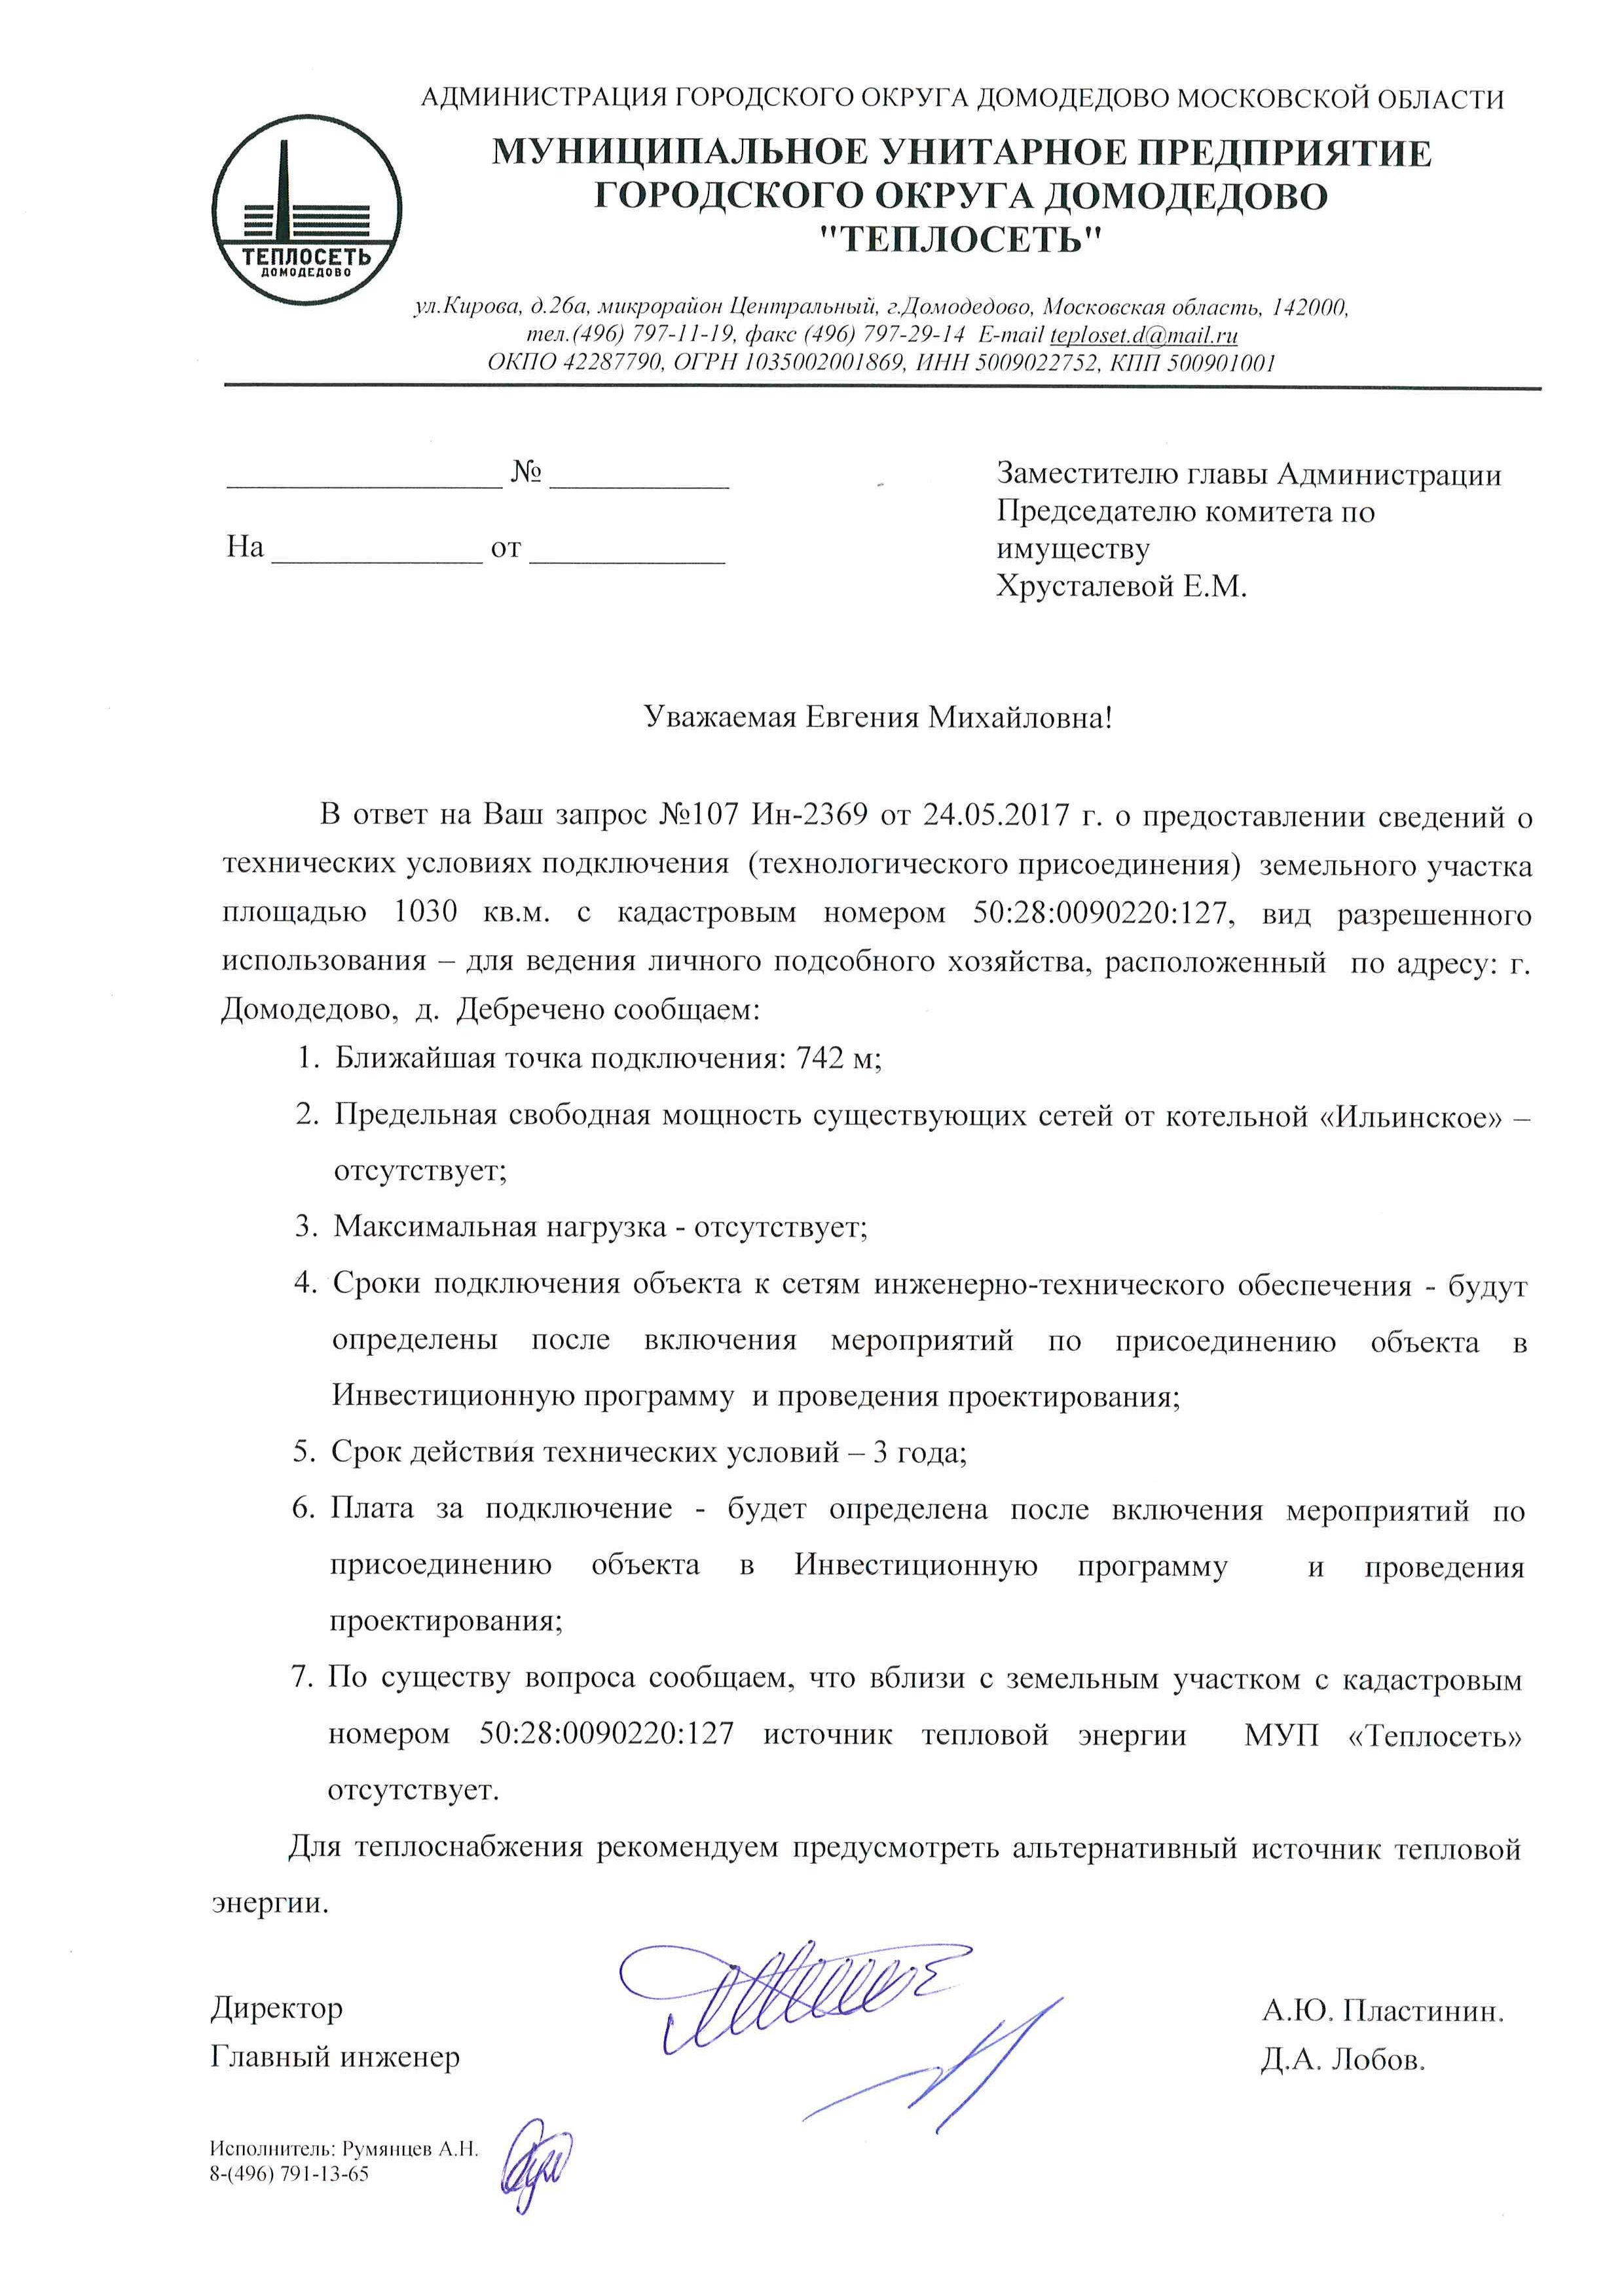 АДМИНИСТРАЦИЯ ГОРОДСКОГО ОКРУГА ДОМОДЕДОВО МОСКОВСКОЙ ОБЛАСТИ
МУНИЦИПАЛЬНОЕ УНИТАРНОЕ ПРЕДПРИЯТИЕ
ГОРОДСКОГО ОКРУГА ДОМОДЕДОВО
"ТЕПЛОСЕТЬ"
ТЕПЛОСЕТЬ
ДОМОДЕДОВО
ул.Кирова, д.26а, микрорайон Центральный, г.Домодедово, Московская область, 142000,
тел.(496) 797-11-19, факс (496) 797-29-14 E-mail teploset.d@mail.ru
ОКПО 42287790, ОГРН 1035002001869, ИНН 5009022752, КПП 500901001
_________________ № ___________
На _____________ от ____________
Заместителю главы Администрации
Председателю комитета по
имуществу
Хрусталевой Е.М.
Уважаемая Евгения Михайловна!
В ответ на Ваш запрос №107 Ин-2369 от 24.05.2017 г. о предоставлении сведений о
технических условиях подключения (технологического присоединения) земельного участка
площадью 1030 кв.м. с кадастровым номером 50:28:0090220:127, вид разрешенного
использования – для ведения личного подсобного хозяйства, расположенный по адресу: г.
Домодедово, д. Дебречено сообщаем:
1. Ближайшая точка подключения: 742 м;
2. Предельная свободная мощность существующих сетей от котельной «Ильинское» –
отсутствует;
3. Максимальная нагрузка - отсутствует;
4. Сроки подключения объекта к сетям инженерно-технического обеспечения - будут
определены после включения мероприятий по присоединению объекта в
Инвестиционную программу и проведения проектирования;
5. Срок действия технических условий – 3 года;
6. Плата за подключение - будет определена после включения мероприятий по
присоединению объекта в Инвестиционную программу и проведения
проектирования;
7. По существу вопроса сообщаем, что вблизи с земельным участком с кадастровым
номером 50:28:0090220:127 источник тепловой энергии МУП «Теплосеть»
отсутствует.
Для теплоснабжения рекомендуем предусмотреть альтернативный источник тепловой
энергии.
Директор А.Ю. Пластинин.
Главный инженер Д.А. Лобов.
Исполнитель: Румянцев А.Н.
8-(496) 791-13-65